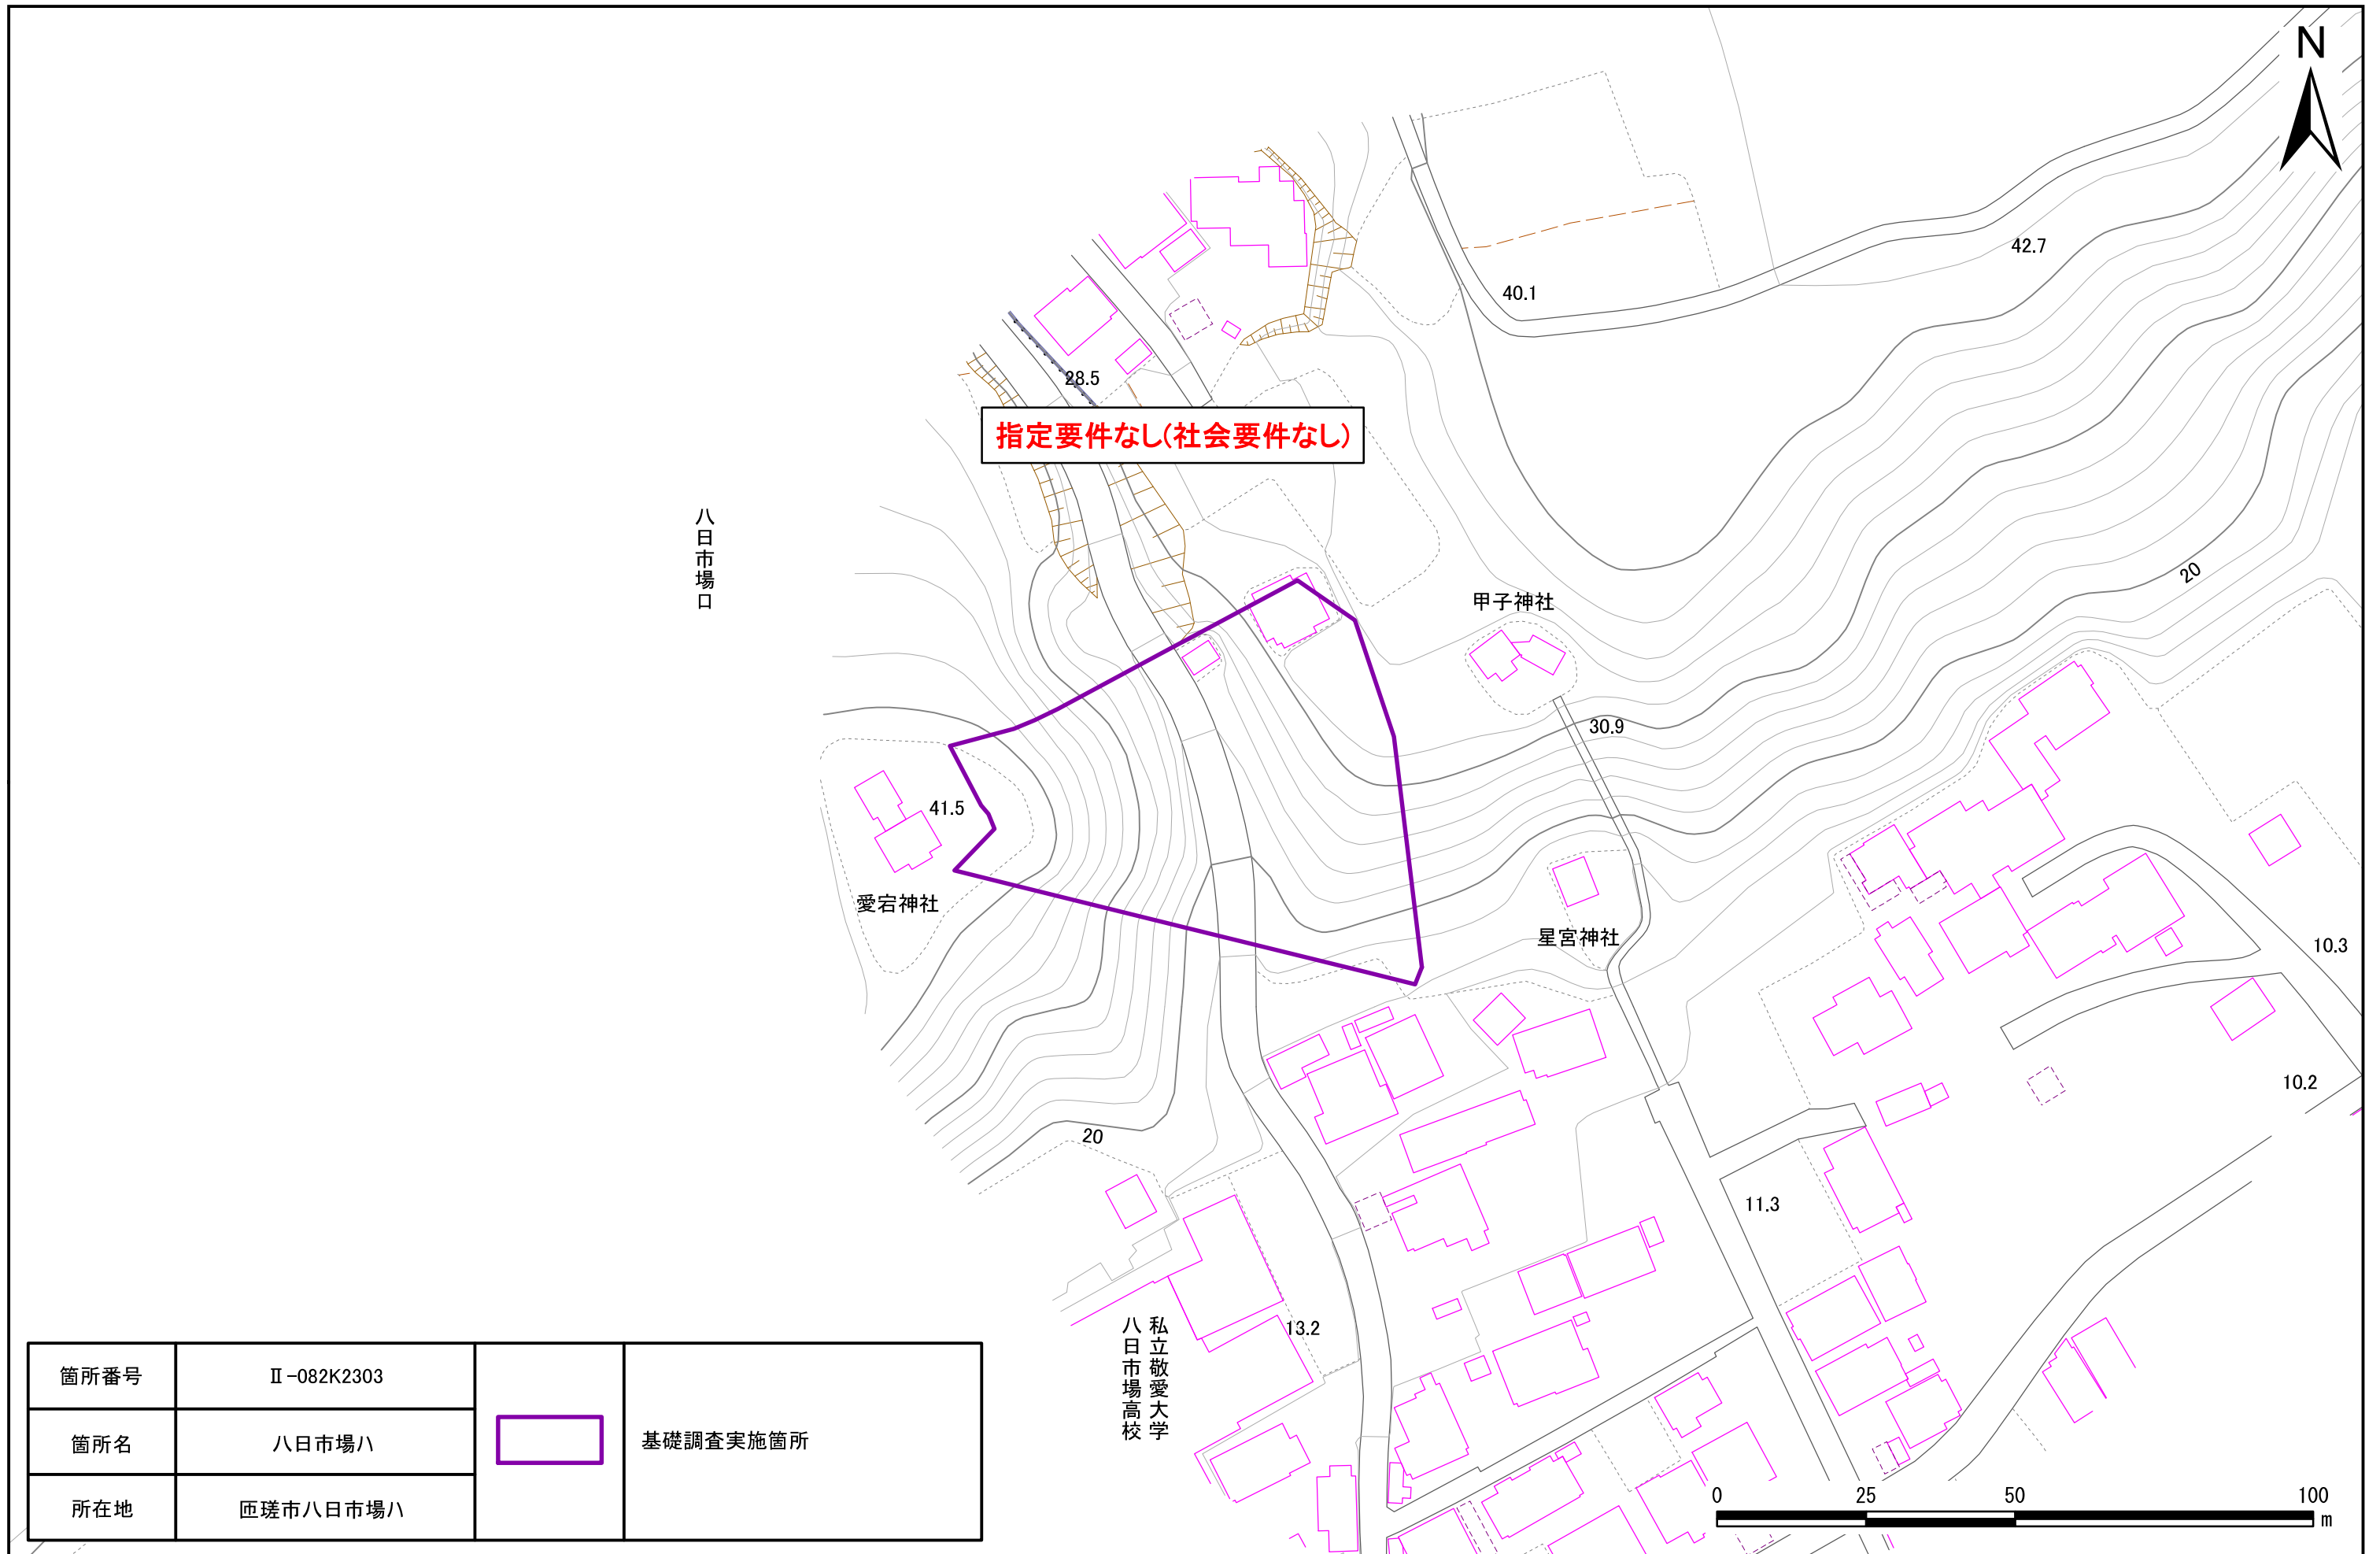 N
42.7
40.1
28.5
指定要件なし(社会要件なし)
八日市場口
20
甲子神社
30.9
41.5
愛宕神社
星宮神社
10.3
10.2
20
11.3
13.2
私立敬愛大学
八日市場高校
箇所番号
Ⅱ-082K2303
箇所名
八日市場ハ
所在地
匝瑳市八日市場ハ
基礎調査実施箇所
0 25 50 100
m